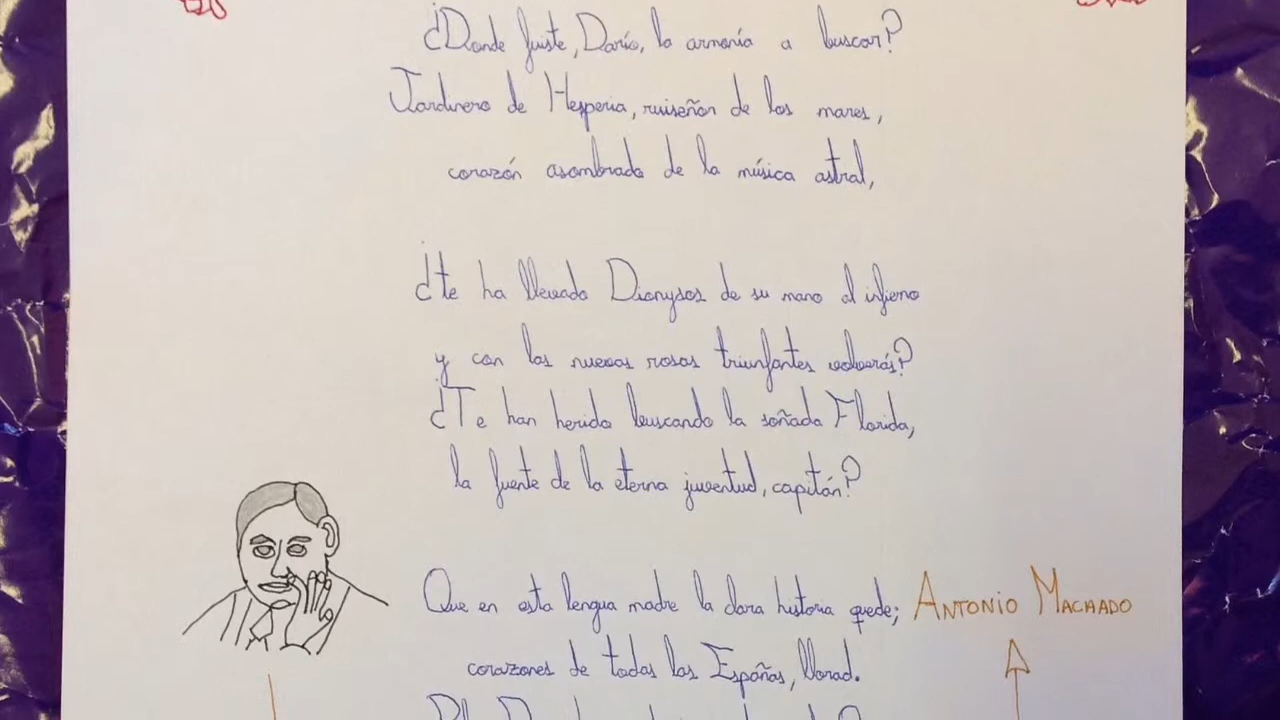 ¿Donde fuiste, Darío, la armonía a buscar?
Jardinero de Hesperia, ruiseñor de los mares,
corazón asombrado de la música astral,
¿te ha llevado Dionysos de su mano al infierno
y con las nuevas rosas triunfantes volverás?
¿Te han herido buscando la soñada Florida,
la fuente de la eterna juventud, capitán?
Que en esta lengua madre la clara historia quede; ANTONIO MACHADO
corazones de todas las Españas, llorad.